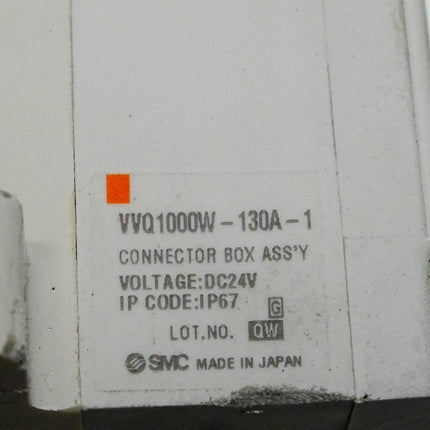 VVQ1000W-130A-1
CONNECTOR BOX ASS'Y
VOLTAGE:DC24V
IP CODE:IP67 G
LOT.NO. QW
SMC MADE IN JAPAN